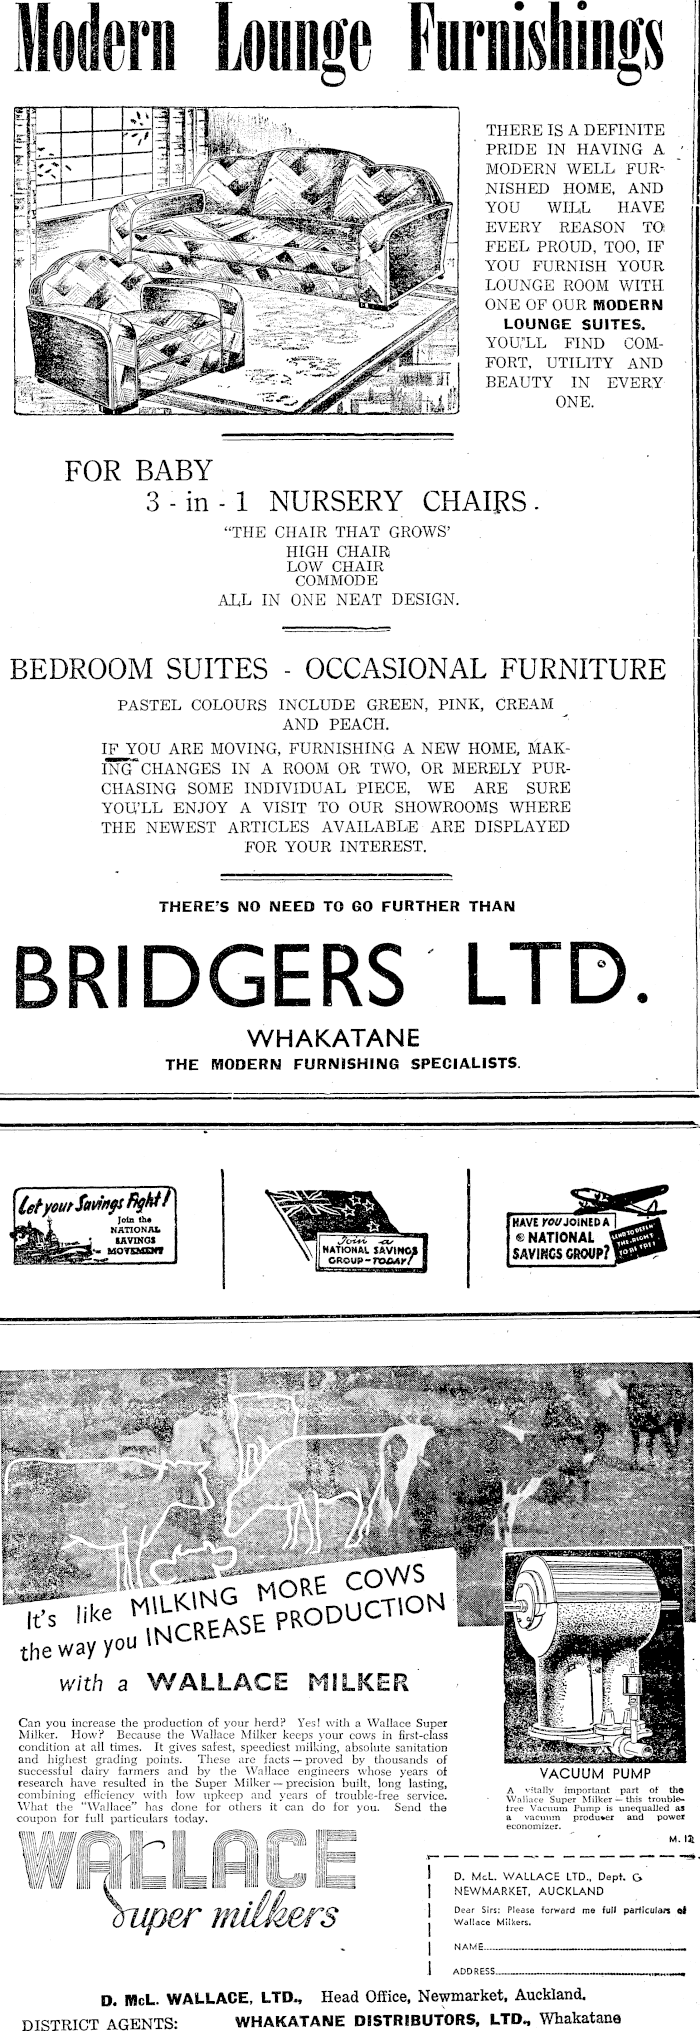 Modern Lounge Furnishings
THERE IS A DEFINITE
PRIDE IN HAVING A
MODERN WELL FUR-
NISHED HOME, AND
YOU WILL HAVE
EVERY REASON TO
FEEL PROUD, TOO, IF
YOU FURNISH YOUR
LOUNGE ROOM WITH
ONE OF OUR MODERN
LOUNGE SUITES.
YOU'LL FIND COM-
FORT, UTILITY AND
BEAUTY IN EVERY
ONE.
FOR BABY
3 - in - 1 NURSERY CHAIRS.
"THE CHAIR THAT GROWS'
HIGH CHAIR
LOW CHAIR
COMMODE
ALL IN ONE NEAT DESIGN.
BEDROOM SUITES - OCCASIONAL FURNITURE
PASTEL COLOURS INCLUDE GREEN, PINK, CREAM
AND PEACH.
IF YOU ARE MOVING, FURNISHING A NEW HOME, MAK-
ING CHANGES IN A ROOM OR TWO, OR MERELY PUR-
CHASING SOME INDIVIDUAL PIECE, WE ARE SURE
YOU'LL ENJOY A VISIT TO OUR SHOWROOMS WHERE
THE NEWEST ARTICLES AVAILABLE ARE DISPLAYED
FOR YOUR INTEREST.
THERE'S NO NEED TO GO FURTHER THAN
BRIDGERS LTD.
WHAKATANE
THE MODERN FURNISHING SPECIALISTS.
Let your Savings Fight!
Join the
NATIONAL
SAVINGS
MOVEMENT
Join a
NATIONAL SAVINGS
GROUP-TODAY!
HAVE YOU JOINED A
NATIONAL
SAVINGS GROUP?
LEND TO DEFEND
THE RIGHT
TO BE FREE!
It's like MILKING MORE COWS
the way you INCREASE PRODUCTION
with a WALLACE MILKER
Can you increase the production of your herd? Yes! with a Wallace Super
Milker. How? Because the Wallace Milker keeps your cows in first-class
condition at all times. It gives safest, speediest milking, absolute sanitation
and highest grading points. These are facts—proved by thousands of
successful dairy farmers and by the Wallace engineers whose years of
research have resulted in the Super Milker—precision built, long lasting,
combining efficiency with low upkeep and years of trouble-free service.
What the "Wallace" has done for others it can do for you. Send the
coupon for full particulars today.
VACUUM PUMP
A vitally important part of the
Wallace Super Milker—this trouble-
free Vacuum Pump is unequalled as
a vacuum producer and power
economizer.
M. 12
WALLACE
Super milkers
D. McL. WALLACE LTD., Dept. G
NEWMARKET, AUCKLAND
Dear Sirs: Please forward me full particulars of
Wallace Milkers.
NAME
ADDRESS
D. McL. WALLACE, LTD., Head Office, Newmarket, Auckland.
DISTRICT AGENTS: WHAKATANE DISTRIBUTORS, LTD., Whakatane